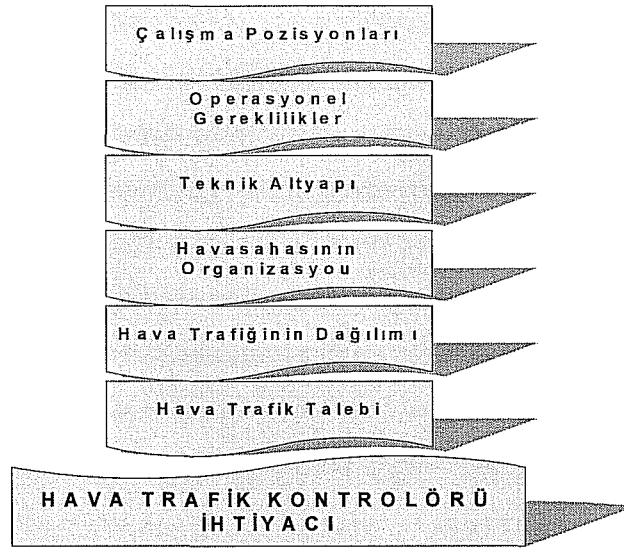 Çalışma Pozisyonları
Operasyonel
Gereklilikler
Teknik Altyapı
Havasahasının
Organizasyou
Hava Trafiğinin Dağılımı
Hava Trafik Talebi
HAVA TRAFİK KONTROLÖRÜ
İHTİYACI